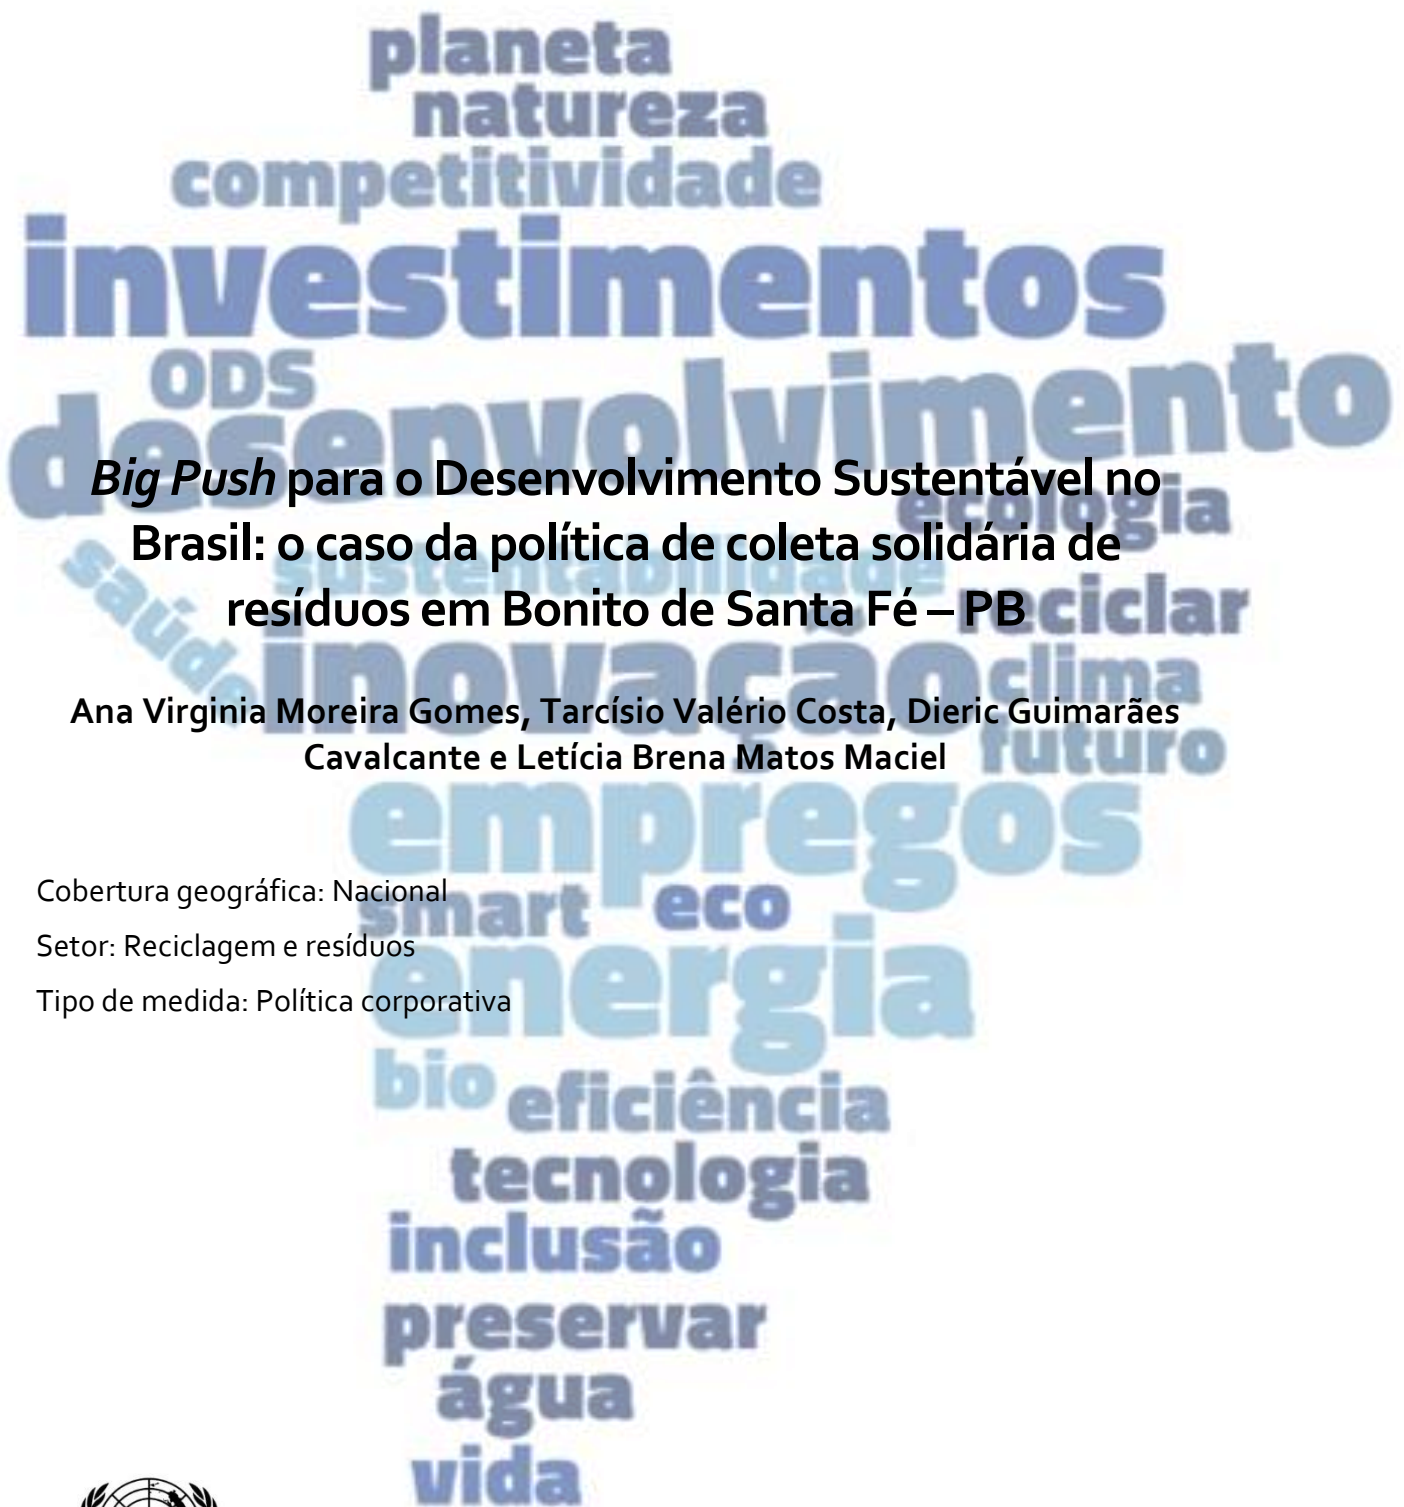 planeta
natureza
competitividade
investimentos
ODS
desenvolvimento
Big Push para o Desenvolvimento Sustentável no
ecologia
Brasil: o caso da política de coleta solidária de
saúde
sustentabilidade
resíduos em Bonito de Santa Fé – PB
reciclar
inovação
clima
Ana Virginia Moreira Gomes, Tarcísio Valério Costa, Dieric Guimarães
Cavalcante e Letícia Brena Matos Maciel
futuro
empregos
Cobertura geográfica: Nacional
smart
eco
Setor: Reciclagem e resíduos
energia
Tipo de medida: Política corporativa
bio
eficiência
tecnologia
inclusão
preservar
água
vida